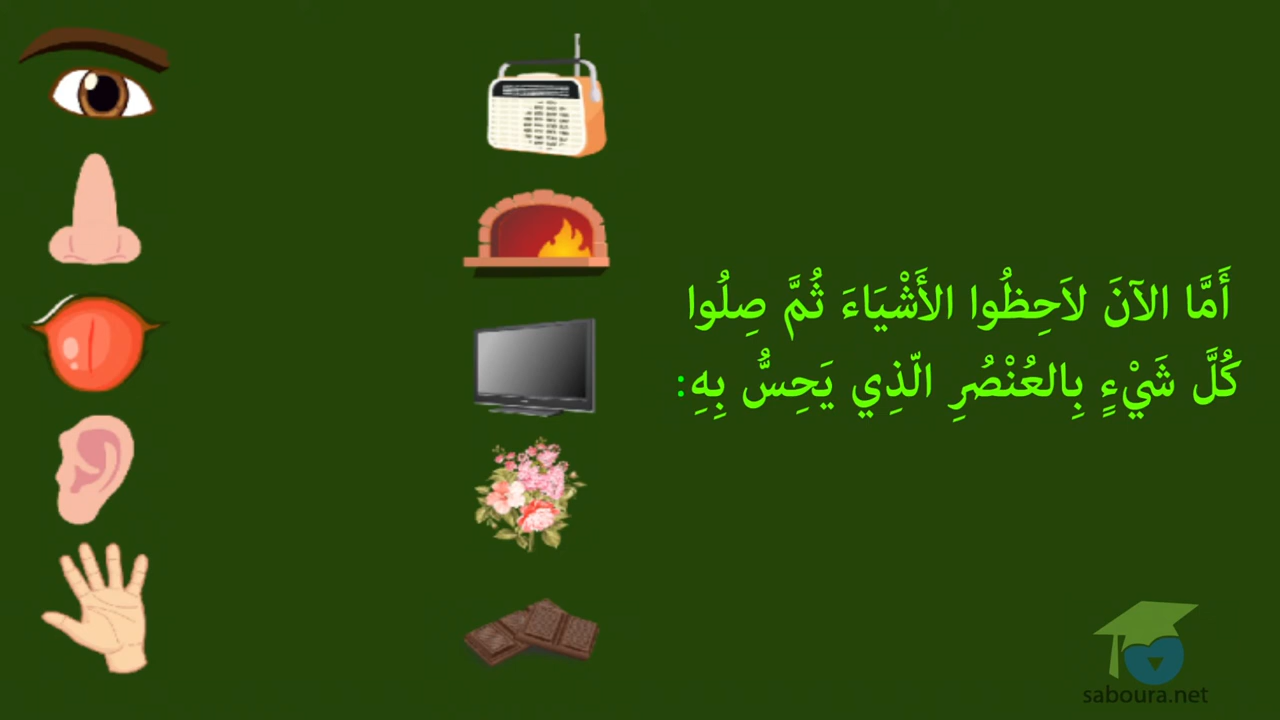 أَمَّا الآنَ لاَحِظُوا الأَشْيَاءَ ثُمَّ صِلُوا
كُلَّ شَيْءٍ بِالعُنْصُرِ الّذِي يَحِسُّ بِهِ:
saboura.net